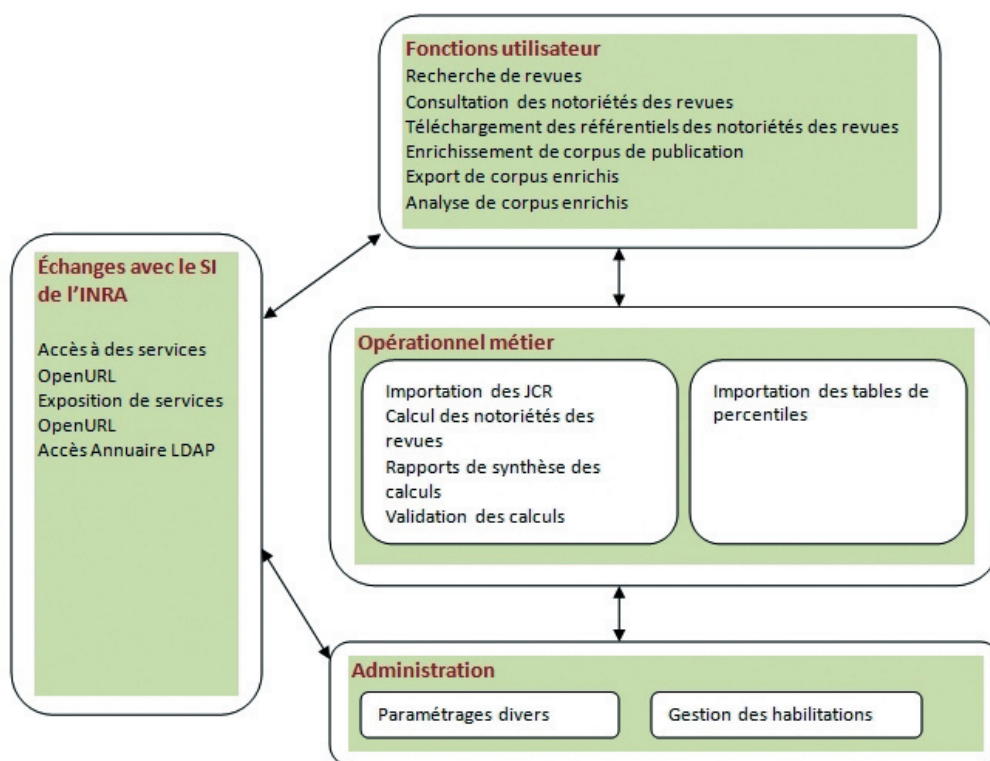 Fonctions utilisateur
Recherche de revues
Consultation des notoriétés des revues
Téléchargement des référentiels des notoriétés des revues
Enrichissement de corpus de publication
Export de corpus enrichis
Analyse de corpus enrichis
Échanges avec le SI
de l'INRA
Accès à des services
OpenURL
Exposition de services
OpenURL
Accès Annuaire LDAP
Opérationnel métier
Importation des JCR
Calcul des notoriétés des
revues
Rapports de synthèse des
calculs
Validation des calculs
Importation des tables de
percentiles
Administration
Paramétrages divers
Gestion des habilitations